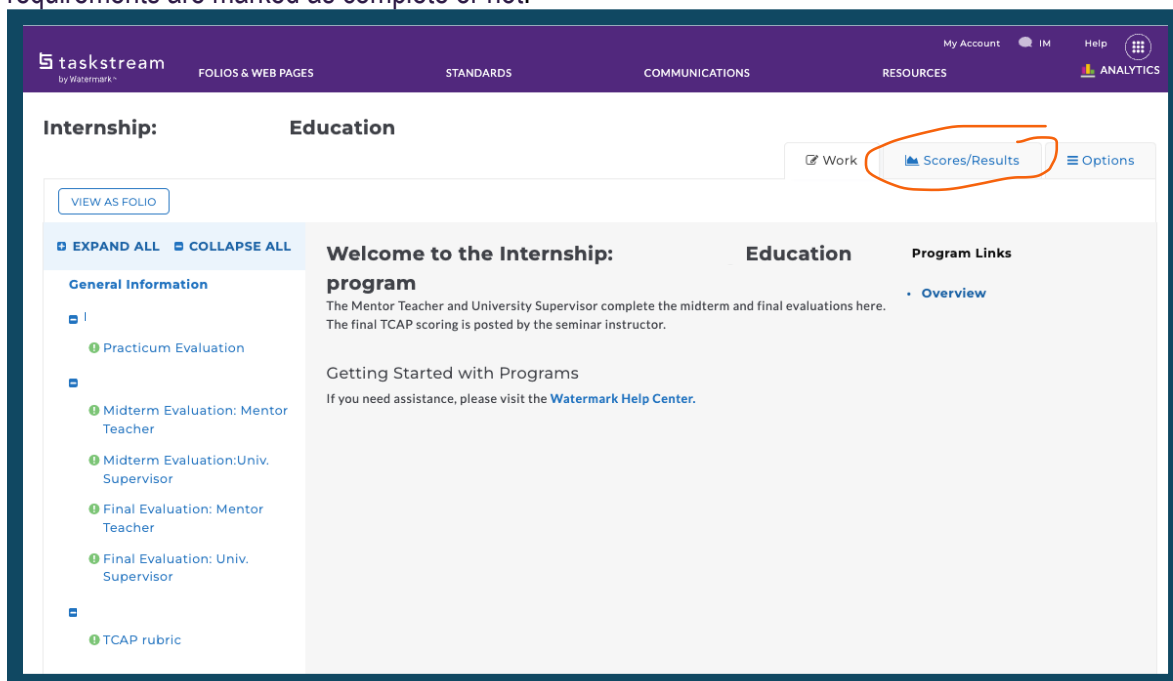 requirements are marked as complete or not.
My Account IM Help
taskstream
by Watermark™
FOLIOS & WEB PAGES STANDARDS COMMUNICATIONS RESOURCES ANALYTICS
Internship: Education
Work Scores/Results Options
VIEW AS FOLIO
EXPAND ALL COLLAPSE ALL
General Information
Practicum Evaluation
Midterm Evaluation: Mentor
Teacher
Midterm Evaluation:Univ.
Supervisor
Final Evaluation: Mentor
Teacher
Final Evaluation: Univ.
Supervisor
TCAP rubric
Welcome to the Internship: Education
program
The Mentor Teacher and University Supervisor complete the midterm and final evaluations here.
The final TCAP scoring is posted by the seminar instructor.
Getting Started with Programs
If you need assistance, please visit the Watermark Help Center.
Program Links
• Overview